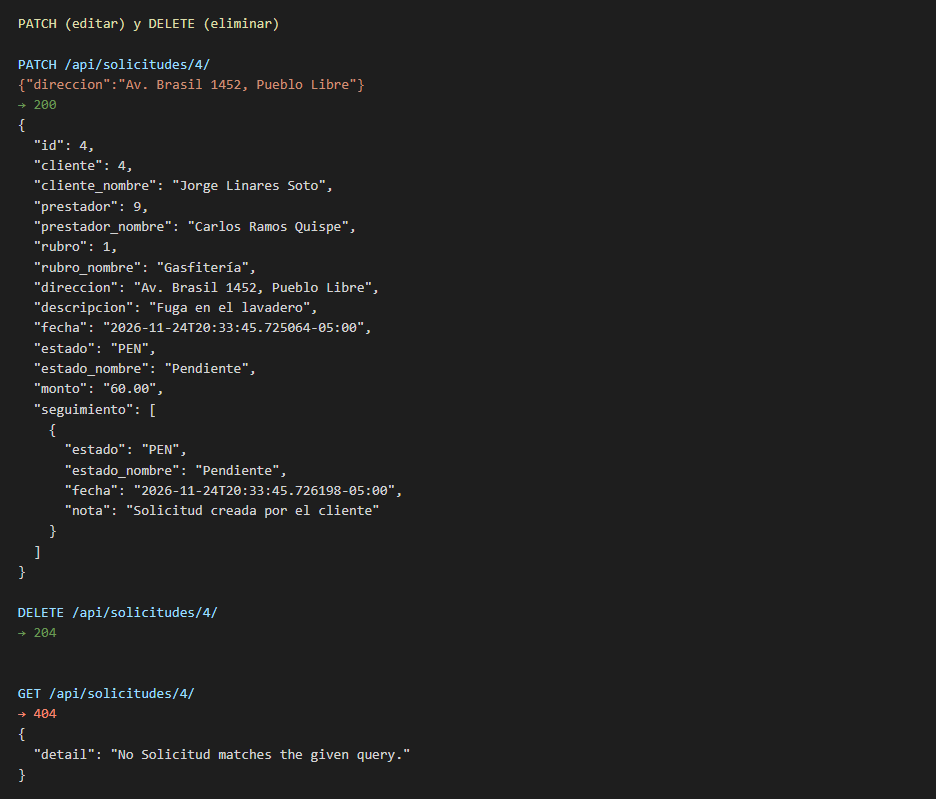 PATCH (editar) y DELETE (eliminar)
PATCH /api/solicitudes/4/
{"direccion":"Av. Brasil 1452, Pueblo Libre"}
→ 200
{
  "id": 4,
  "cliente": 4,
  "cliente_nombre": "Jorge Linares Soto",
  "prestador": 9,
  "prestador_nombre": "Carlos Ramos Quispe",
  "rubro": 1,
  "rubro_nombre": "Gasfitería",
  "direccion": "Av. Brasil 1452, Pueblo Libre",
  "descripcion": "Fuga en el lavadero",
  "fecha": "2026-11-24T20:33:45.725064-05:00",
  "estado": "PEN",
  "estado_nombre": "Pendiente",
  "monto": "60.00",
  "seguimiento": [
    {
      "estado": "PEN",
      "estado_nombre": "Pendiente",
      "fecha": "2026-11-24T20:33:45.726198-05:00",
      "nota": "Solicitud creada por el cliente"
    }
  ]
}
DELETE /api/solicitudes/4/
→ 204
GET /api/solicitudes/4/
→ 404
{
  "detail": "No Solicitud matches the given query."
}